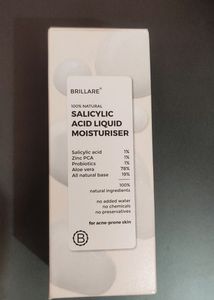 BRILLARE®
100% NATURAL
SALICYLIC
ACID LIQUID
MOISTURISER
Salicylic acid 1%
Zinc PCA 1%
Probiotics 1%
Aloe vera 78%
All natural base 19%
100%
natural ingredients
no added water
no chemicals
no preservatives
for acne-prone skin
B